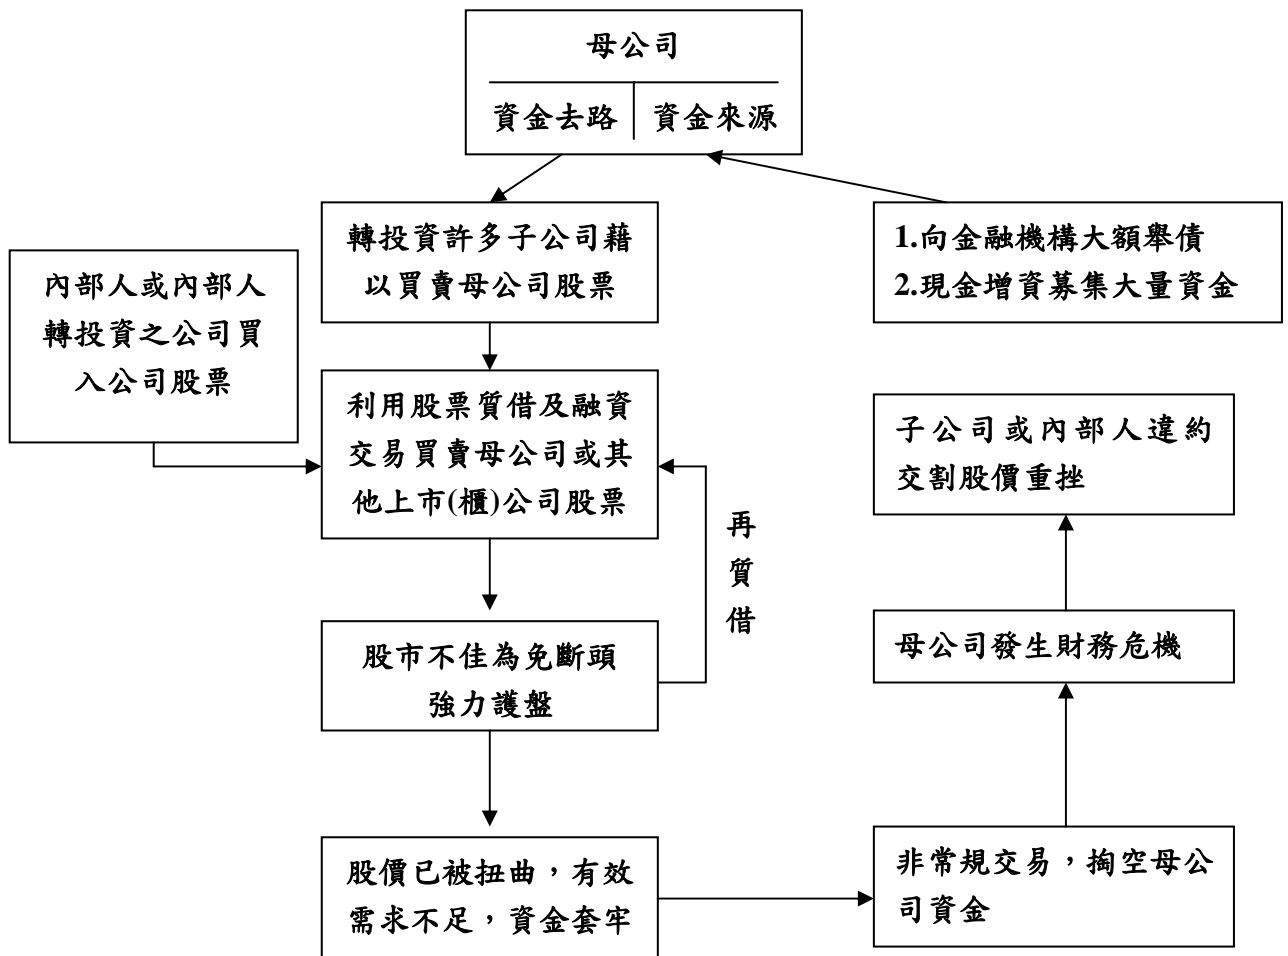 母公司
資金去路
資金來源
轉投資許多子公司藉
以買賣母公司股票
1.向金融機構大額舉債
2.現金增資募集大量資金
內部人或內部人
轉投資之公司買
入公司股票
利用股票質借及融資
交易買賣母公司或其
他上市(櫃)公司股票
再
質
借
子公司或內部人違約
交割股價重挫
股市不佳為免斷頭
強力護盤
母公司發生財務危機
股價已被扭曲，有效
需求不足，資金套牢
非常規交易，掏空母公
司資金